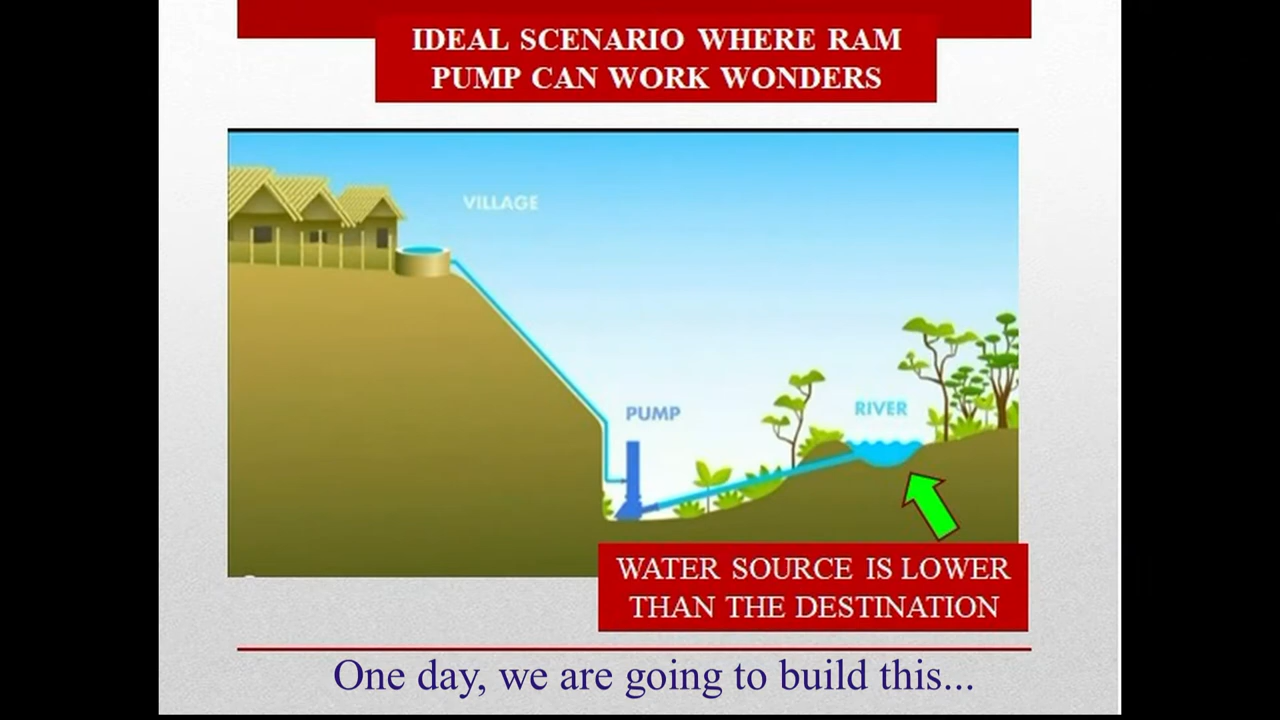 IDEAL SCENARIO WHERE RAM
PUMP CAN WORK WONDERS
VILLAGE
PUMP
RIVER
WATER SOURCE IS LOWER
THAN THE DESTINATION
One day, we are going to build this...